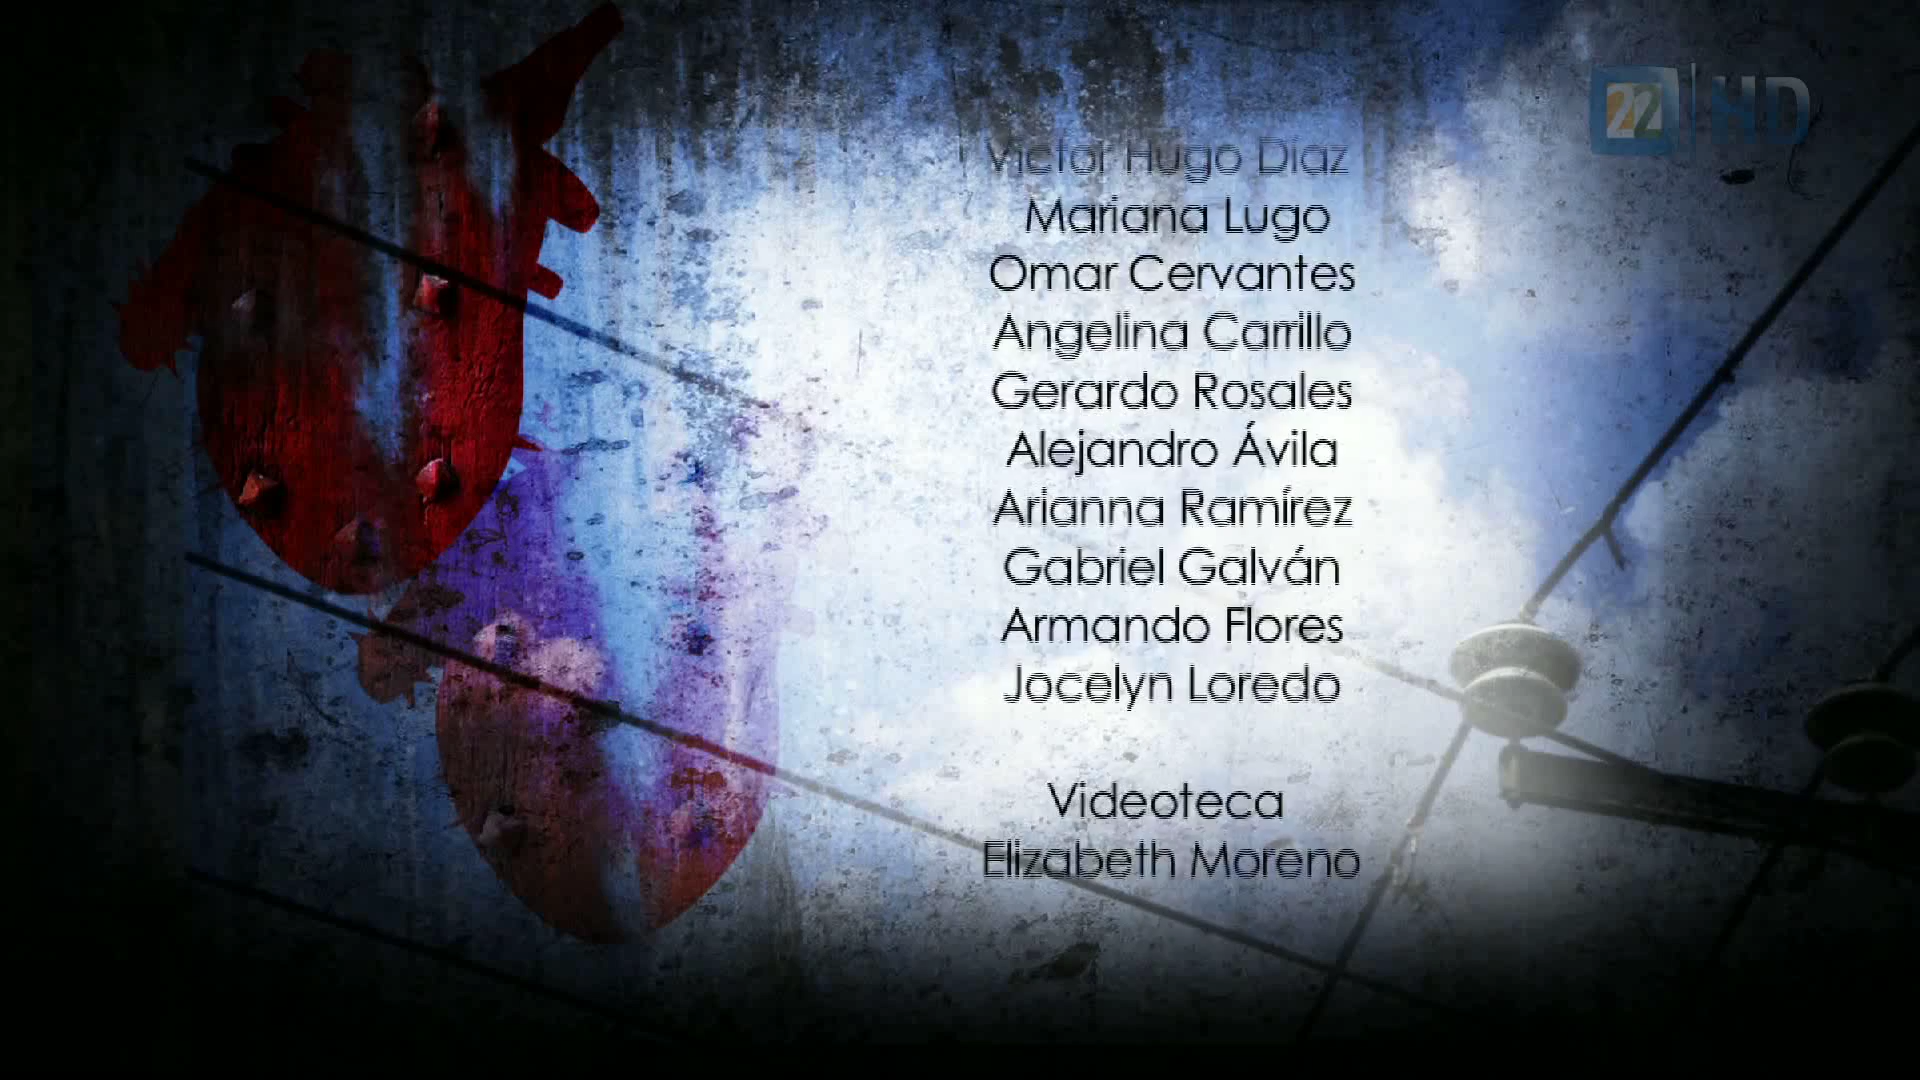 22 HD
Víctor Hugo Díaz
Mariana Lugo
Omar Cervantes
Angelina Carrillo
Gerardo Rosales
Alejandro Ávila
Arianna Ramírez
Gabriel Galván
Armando Flores
Jocelyn Loredo
Videoteca
Elizabeth Moreno